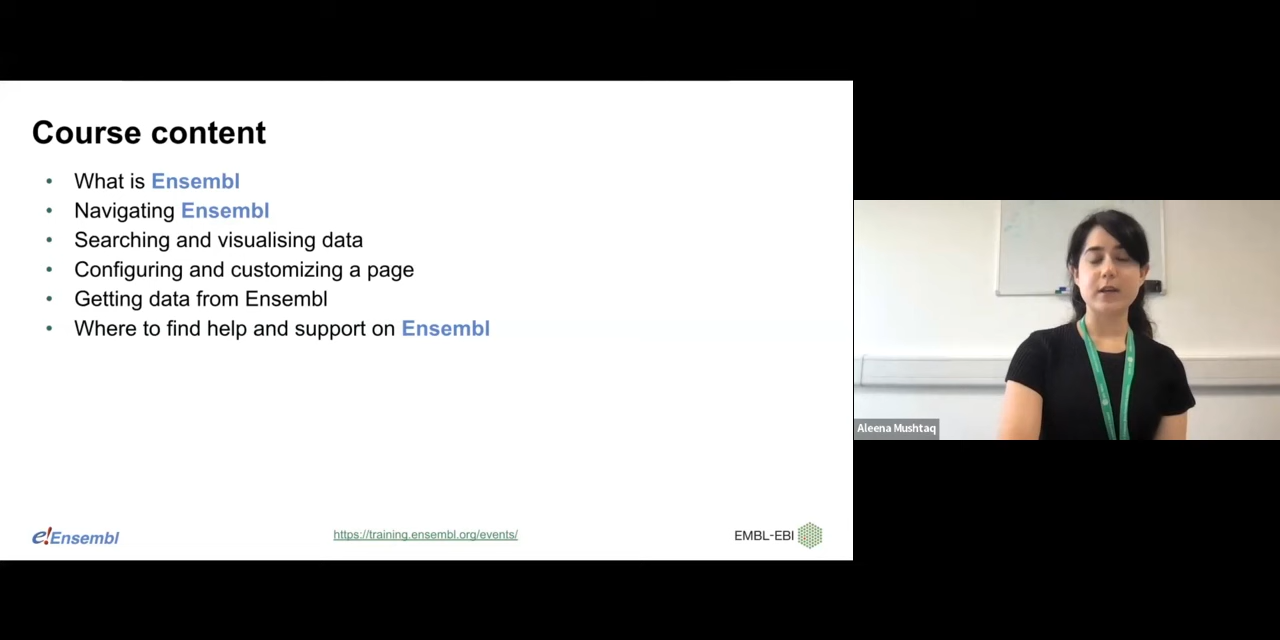 Course content
• What is Ensembl
• Navigating Ensembl
• Searching and visualising data
• Configuring and customizing a page
• Getting data from Ensembl
• Where to find help and support on Ensembl
Aleena Mushtaq
e!Ensembl
https://training.ensembl.org/events/
EMBL-EBI